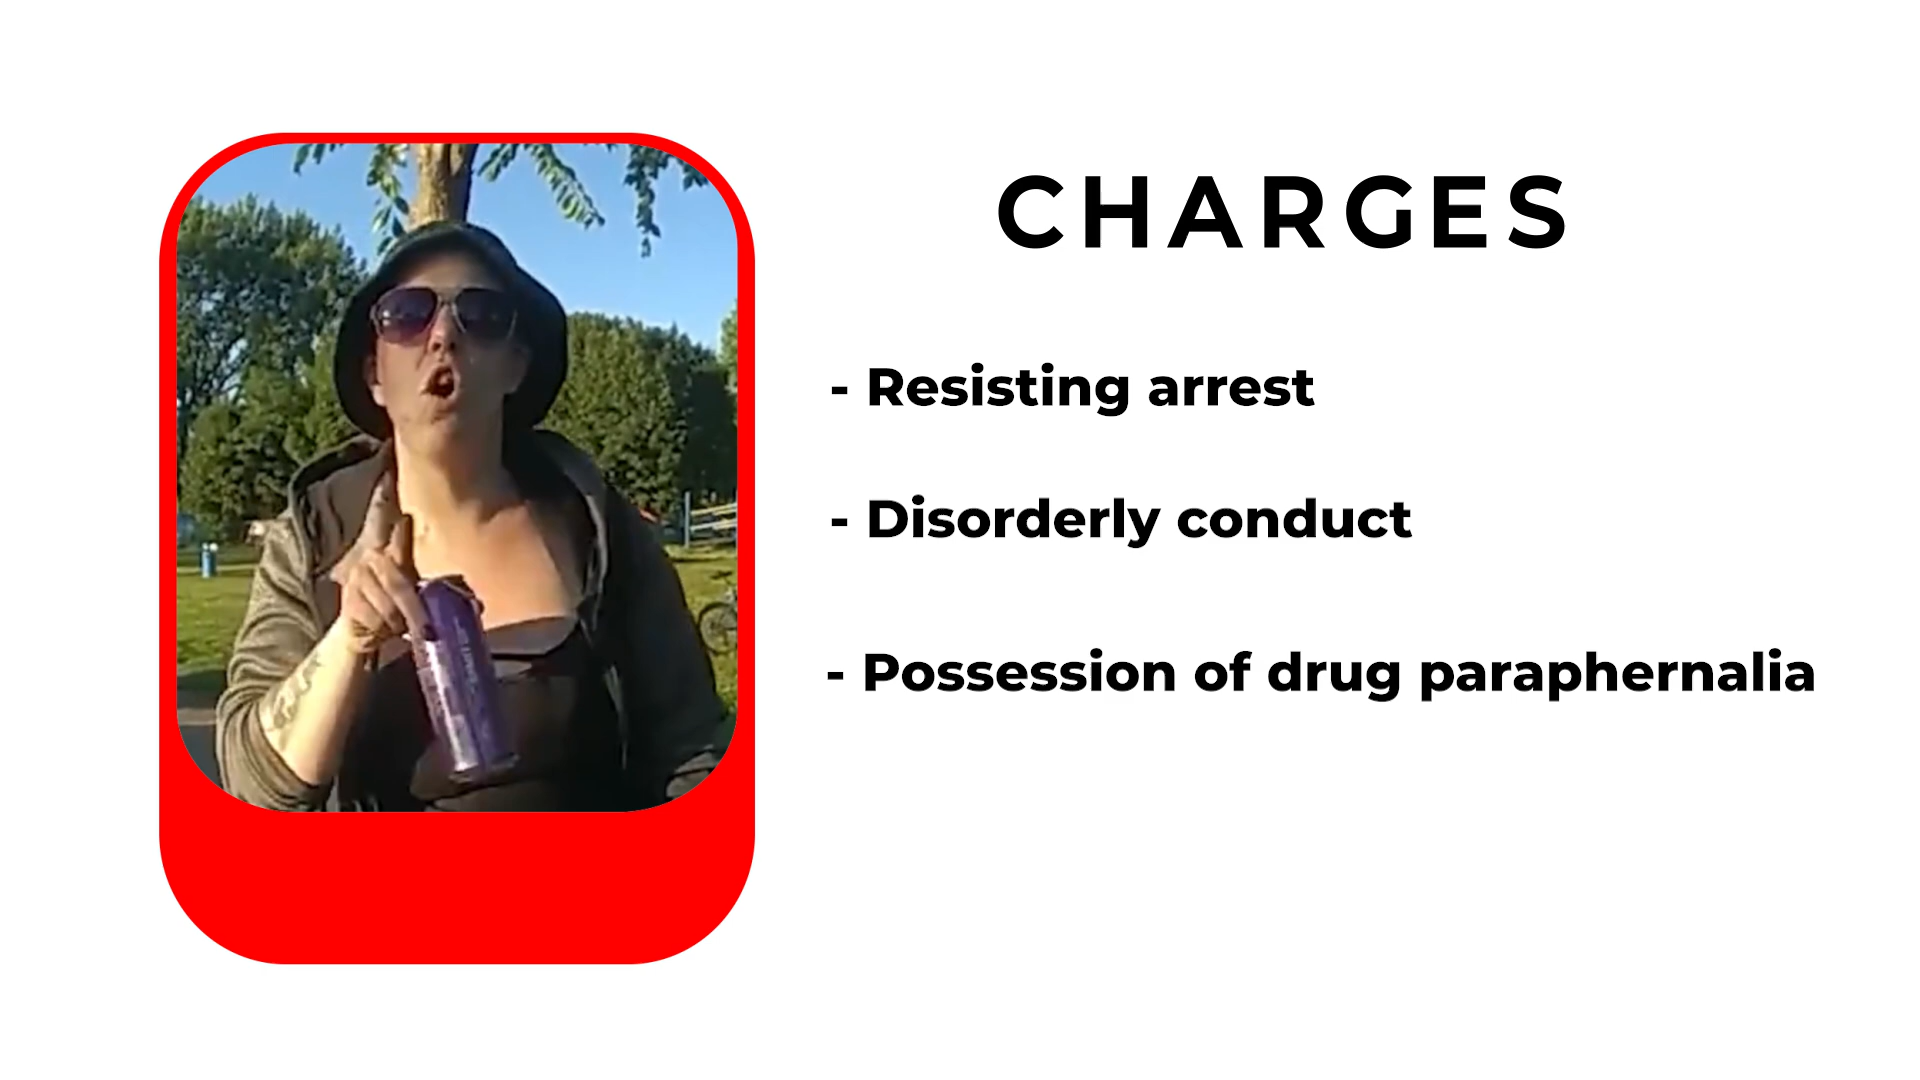 CHARGES
- Resisting arrest
- Disorderly conduct
- Possession of drug paraphernalia